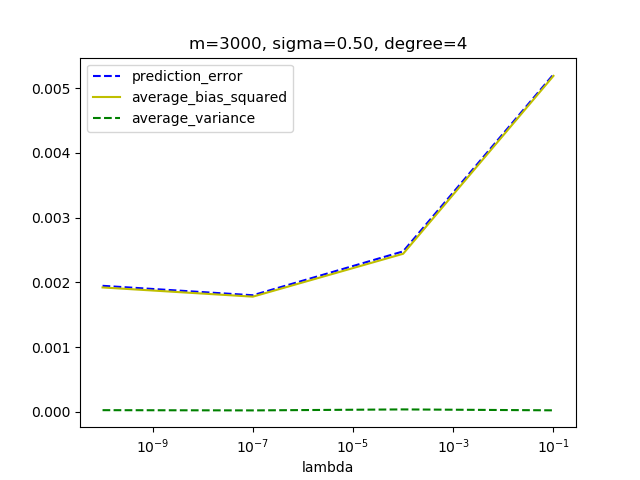 m=3000, sigma=0.50, degree=4
prediction_error
average_bias_squared
average_variance
0.005
0.004
0.003
0.002
0.001
0.000
10⁻⁹ 10⁻⁷ 10⁻⁵ 10⁻³ 10⁻¹
lambda